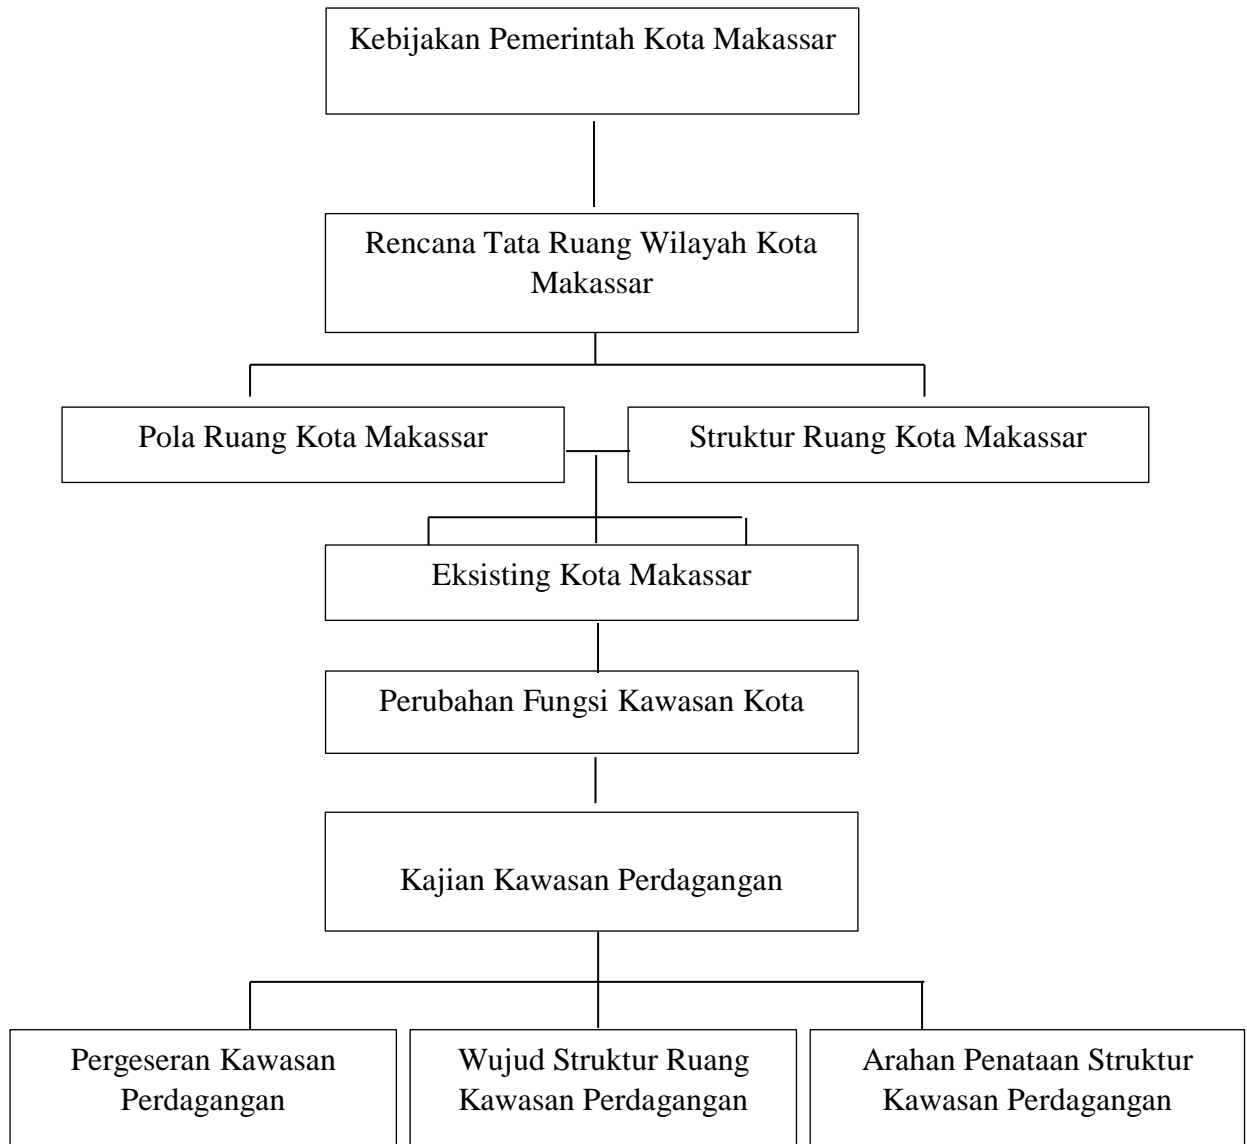 Kebijakan Pemerintah Kota Makassar
Rencana Tata Ruang Wilayah Kota
Makassar
Pola Ruang Kota Makassar
Struktur Ruang Kota Makassar
Eksisting Kota Makassar
Perubahan Fungsi Kawasan Kota
Kajian Kawasan Perdagangan
Pergeseran Kawasan
Perdagangan
Wujud Struktur Ruang
Kawasan Perdagangan
Arahan Penataan Struktur
Kawasan Perdagangan